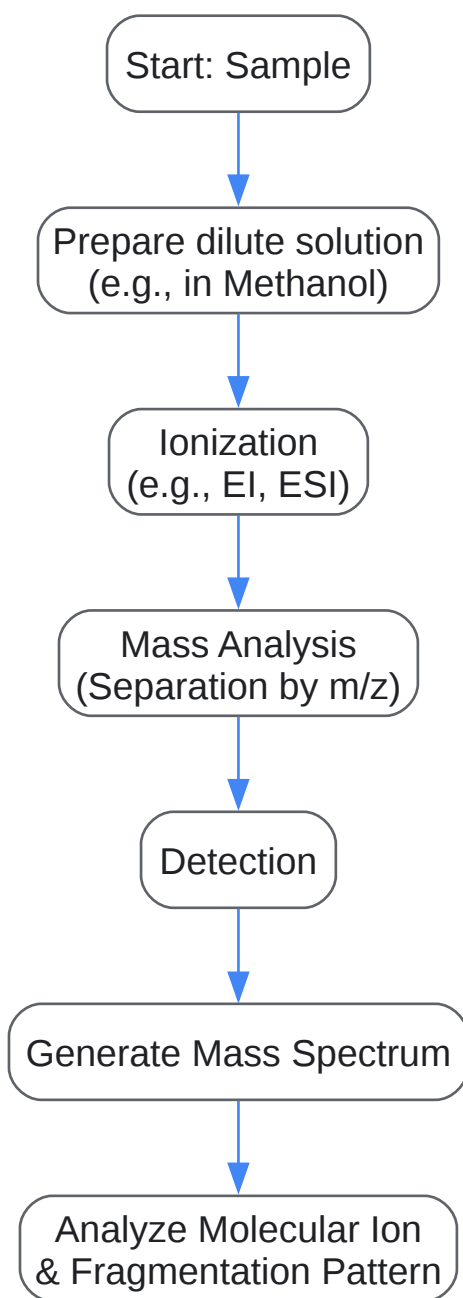 Start: Sample
Prepare dilute solution
(e.g., in Methanol)
Ionization
(e.g., EI, ESI)
Mass Analysis
(Separation by m/z)
Detection
Generate Mass Spectrum
Analyze Molecular Ion
& Fragmentation Pattern